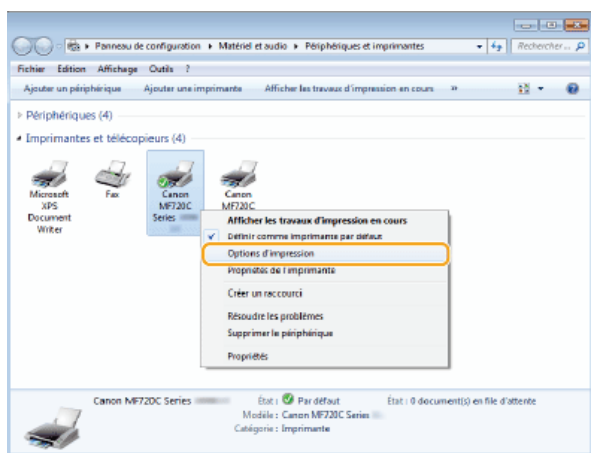 Panneau de configuration ▸ Matériel et audio ▸ Périphériques et imprimantes
Rechercher...
Fichier Edition Affichage Outils ?
Ajouter un périphérique Ajouter une imprimante Afficher les travaux d'impression en cours »
Périphériques (4)
Imprimantes et télécopieurs (4)
Microsoft XPS Document Writer
Fax
Canon MF720C Series
Canon MF720C
Afficher les travaux d'impression en cours
Définir comme imprimante par défaut
Options d'impression
Propriétés de l'imprimante
Créer un raccourci
Résoudre les problèmes
Supprimer le périphérique
Propriétés
Canon MF720C Series État : Par défaut État : 0 document(s) en file d'attente
Modèle : Canon MF720C Series
Catégorie : Imprimante